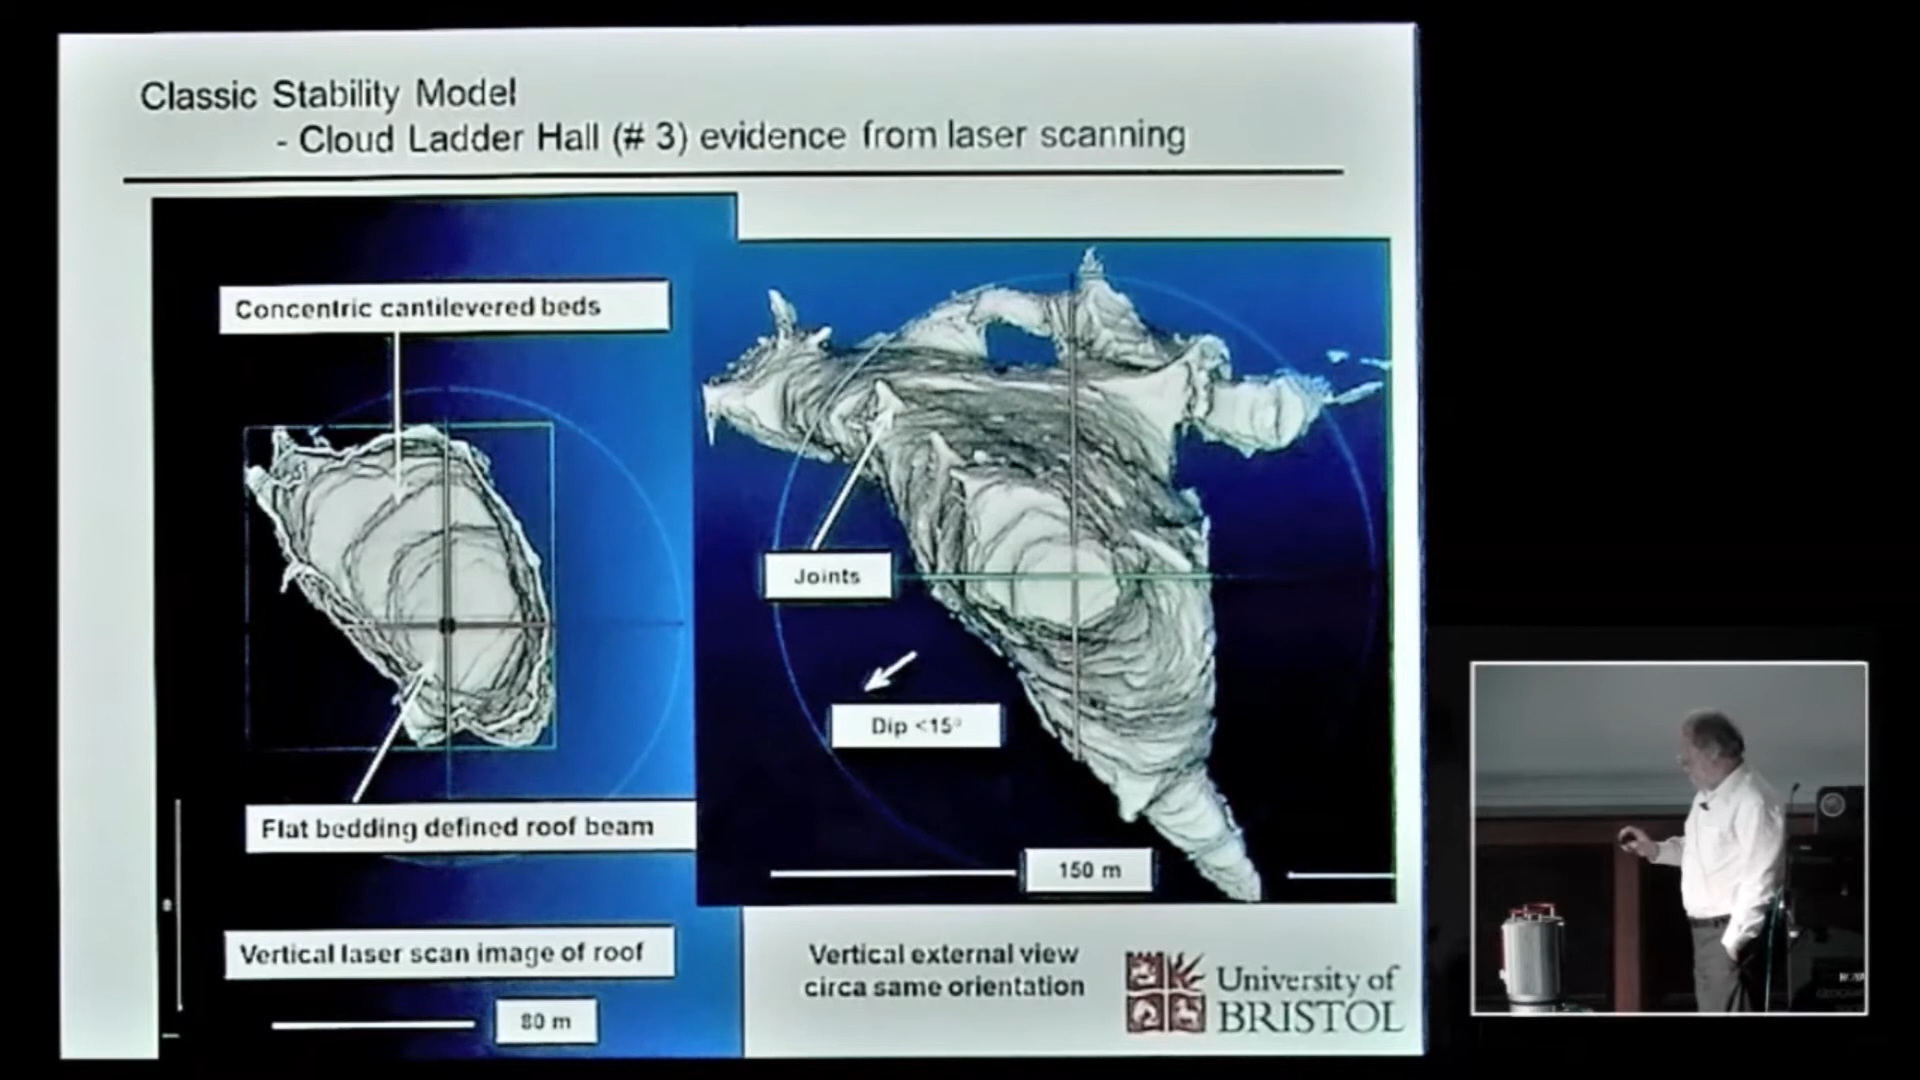 Classic Stability Model
- Cloud Ladder Hall (# 3) evidence from laser scanning
Concentric cantilevered beds
Joints
Dip <15°
Flat bedding defined roof beam
150 m
Vertical laser scan image of roof
80 m
Vertical external view
circa same orientation
University of
BRISTOL